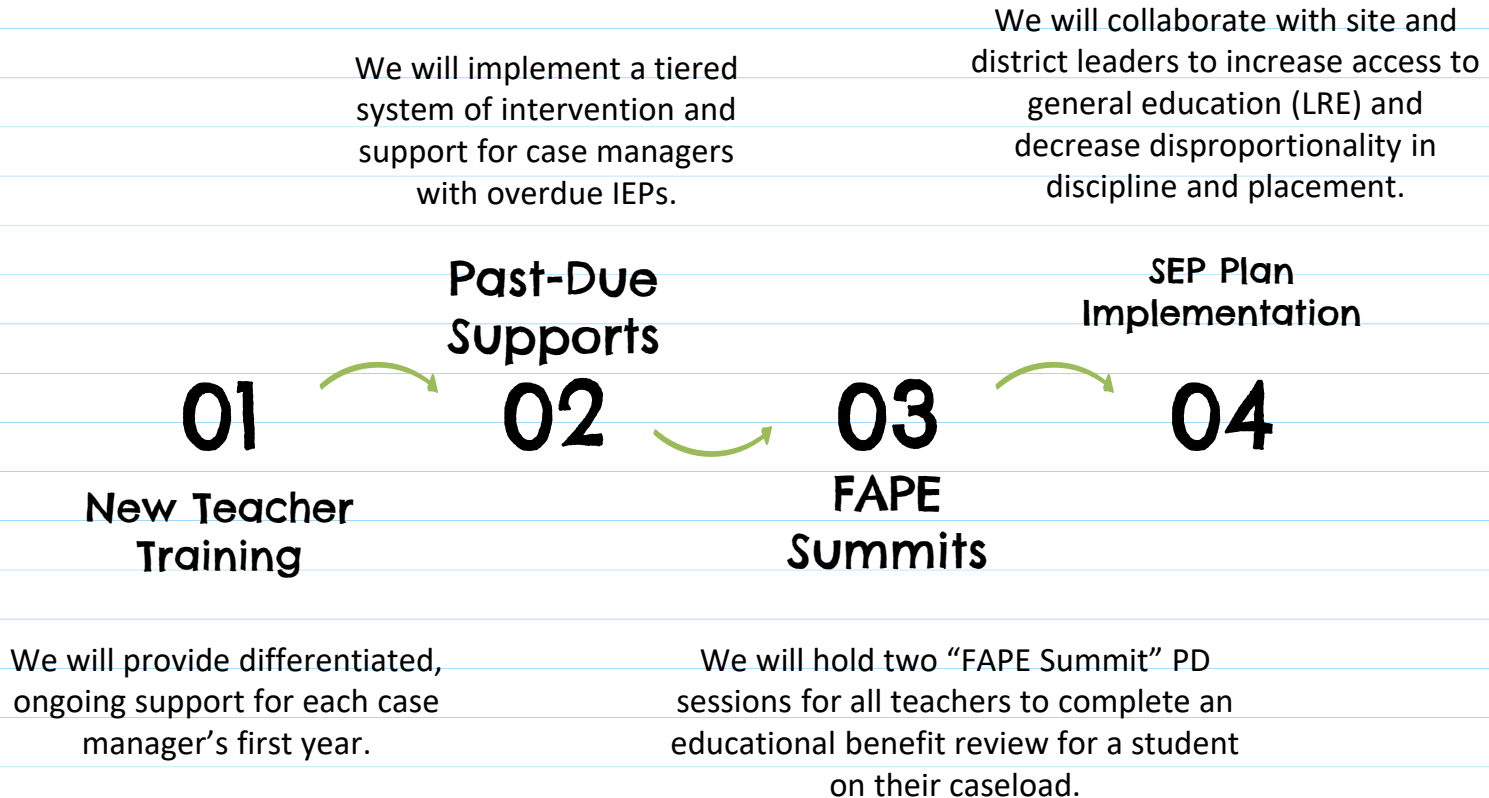 We will implement a tiered
system of intervention and
support for case managers
with overdue IEPs.
We will collaborate with site and
district leaders to increase access to
general education (LRE) and
decrease disproportionality in
discipline and placement.
Past-Due
Supports
SEP Plan
Implementation
01
02
03
04
New Teacher
Training
FAPE
Summits
We will provide differentiated,
ongoing support for each case
manager’s first year.
We will hold two “FAPE Summit” PD
sessions for all teachers to complete an
educational benefit review for a student
on their caseload.